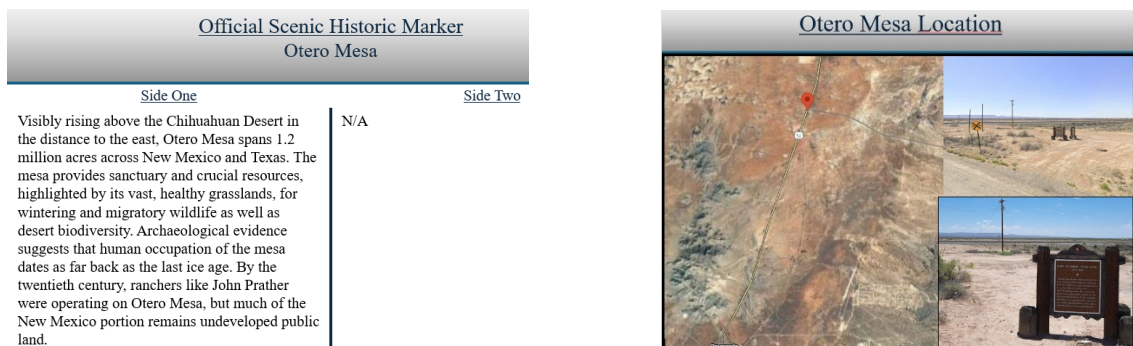 Official Scenic Historic Marker
Otero Mesa
Side One
Side Two
Visibly rising above the Chihuahuan Desert in
the distance to the east, Otero Mesa spans 1.2
million acres across New Mexico and Texas. The
mesa provides sanctuary and crucial resources,
highlighted by its vast, healthy grasslands, for
wintering and migratory wildlife as well as
desert biodiversity. Archaeological evidence
suggests that human occupation of the mesa
dates as far back as the last ice age. By the
twentieth century, ranchers like John Prather
were operating on Otero Mesa, but much of the
New Mexico portion remains undeveloped public
land.
N/A
Otero Mesa Location